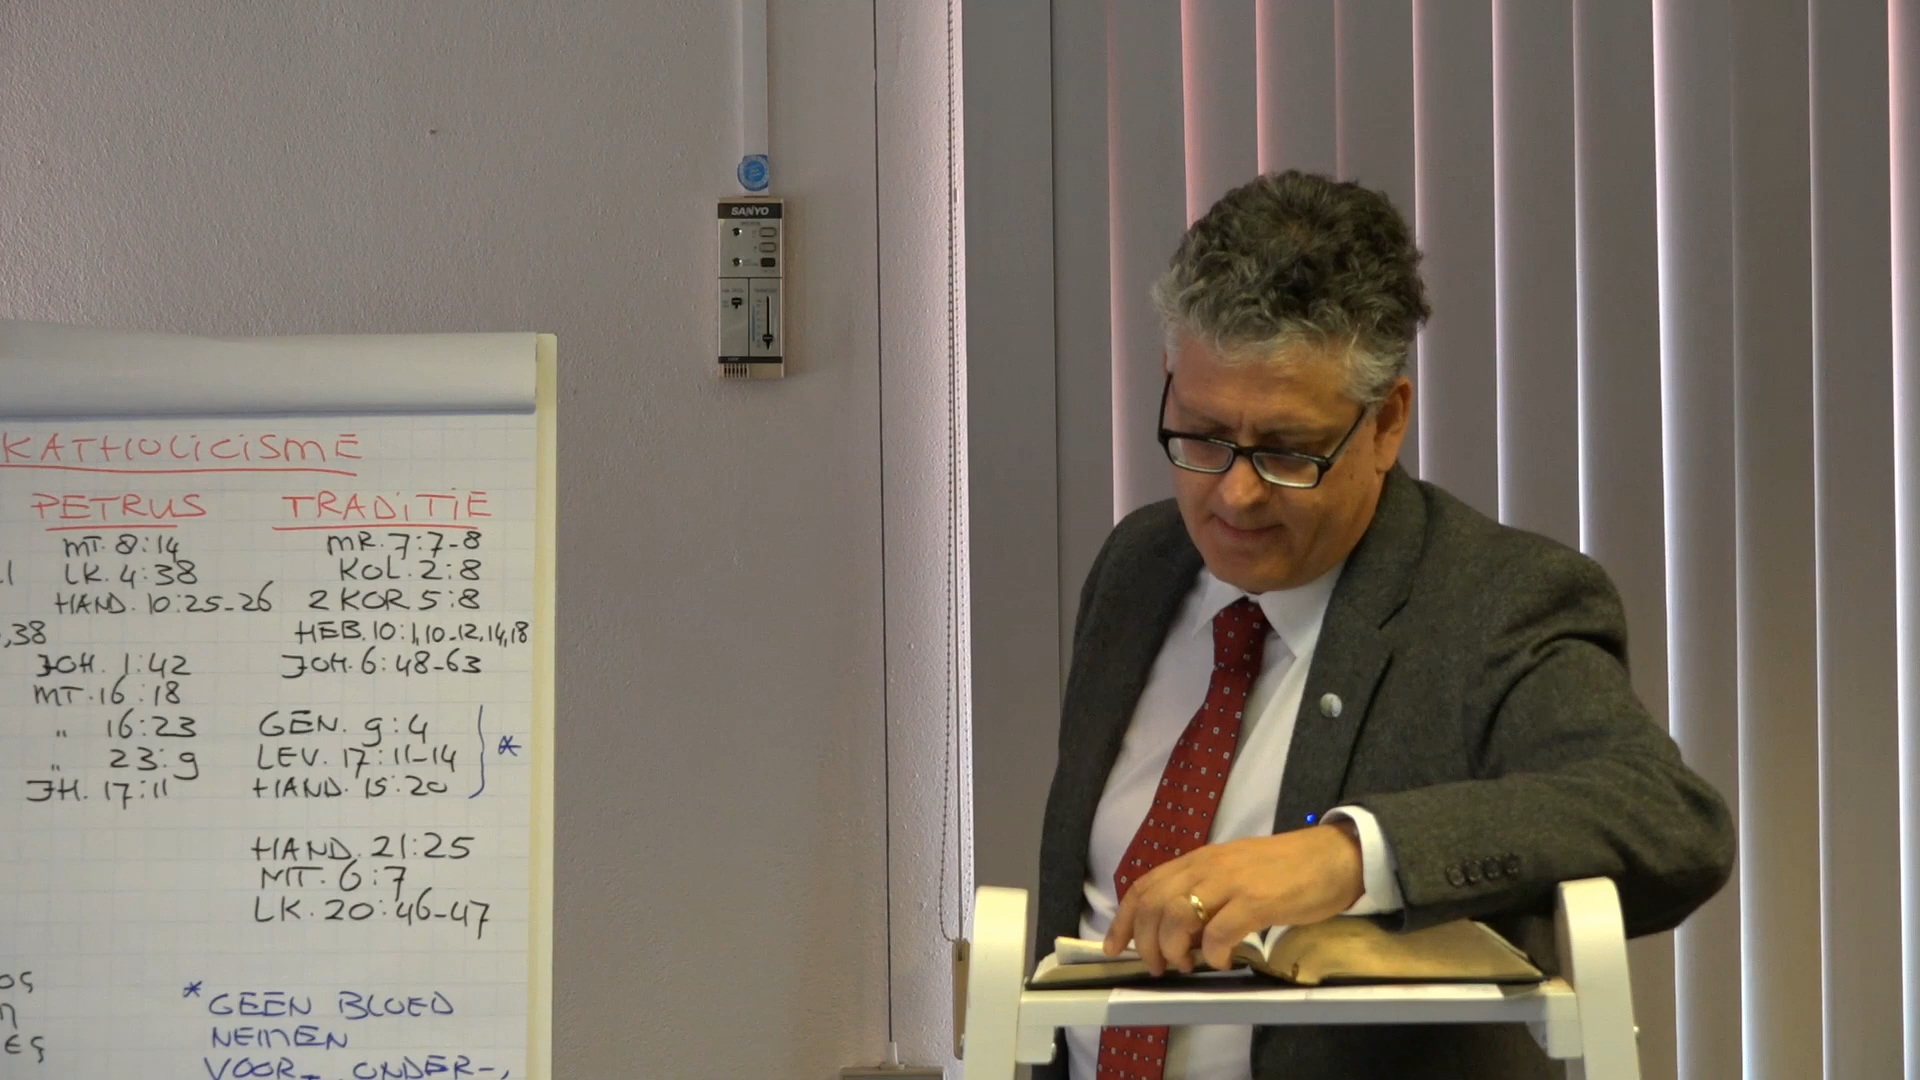 SANYO
KATHOLICISME
PETRUS TRADITIE
MT. 8:14 MR. 7:7-8
LK. 4:38 KOL. 2:8
HAND. 10:25-26 2 KOR 5:8
,38 HEB. 10:1,10-12,14,18
JOH. 1:42 JOH. 6:48-63
MT. 16:18
" 16:23 GEN. 9:4
" 23:9 LEV. 17:11-14 *
JH. 17:11 HAND. 15:20
HAND. 21:25
MT. 6:7
LK. 20:46-47
* GEEN BLOED
NEMEN
VOOR-, ONDER-,